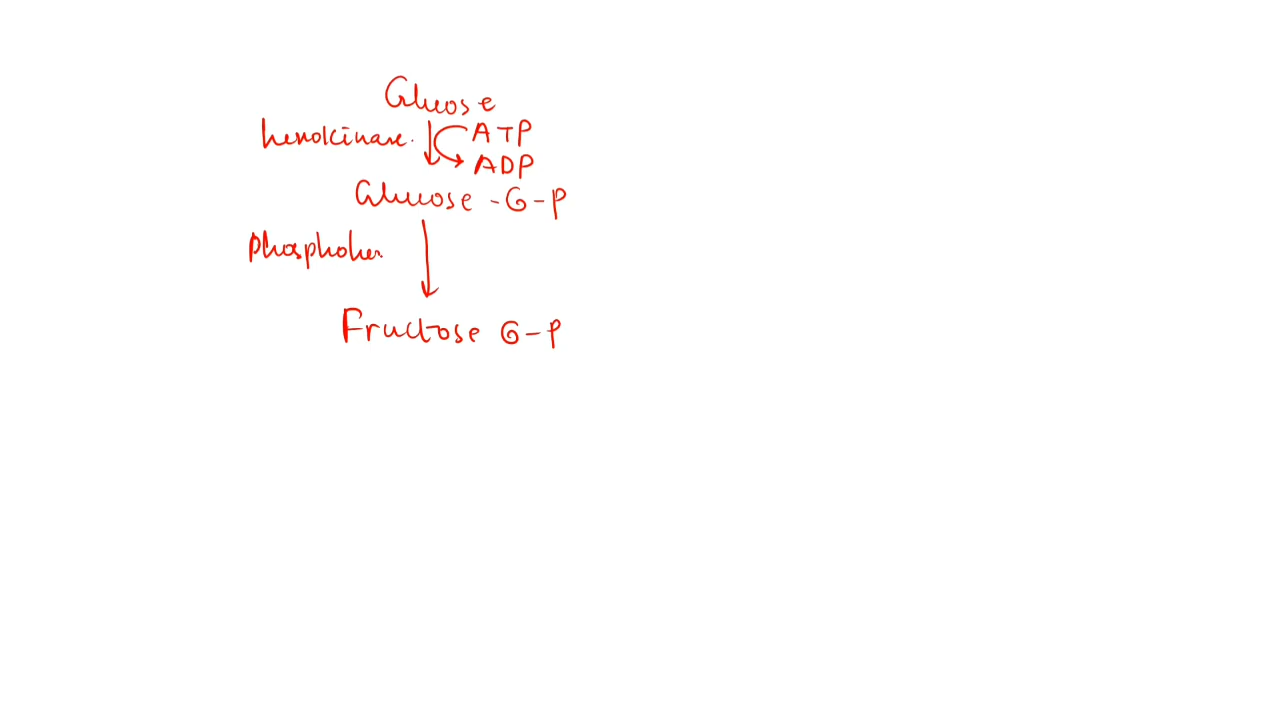 Glucose
hexokinase. ATP
ADP
Glucose - 6 - P
Phosphohex
Fructose 6 - P